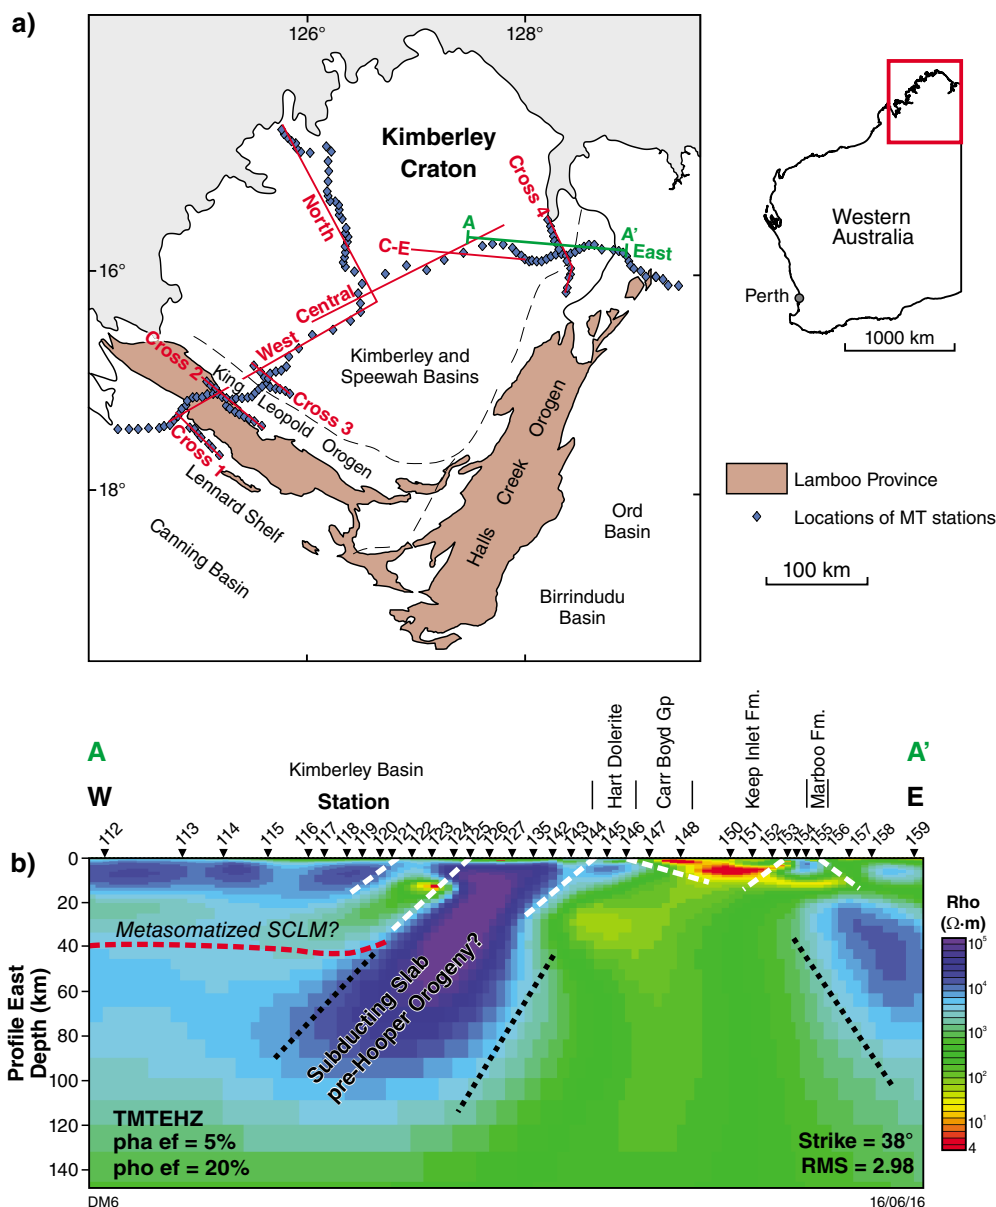 a)
126°
128°
Kimberley
Craton
North
Cross 4
A
A’
C-E
East
16°
Central
West
Cross 2
Kimberley and
Speewah Basins
King
Leopold
Orogen
Cross 3
Cross 1
Lennard Shelf
18°
Canning Basin
Halls
Creek
Orogen
Ord
Basin
Birrindudu
Basin
Western
Australia
Perth
1000 km
Lamboo Province
Locations of MT stations
100 km
A
A’
W
E
Kimberley Basin
Station
Hart Dolerite
Carr Boyd Gp
Keep Inlet Fm.
Marboo Fm.
112
113
114
115
116
117
118
119
120
121
122
123
124
125
126
127
135
142
143
144
145
146
147
148
150
151
152
153
154
155
156
157
158
159
b)
0
20
40
60
80
100
120
140
Profile East
Depth (km)
Metasomatized SCLM?
Subducting Slab
pre-Hooper Orogeny?
TMTEHZ
pha ef = 5%
pho ef = 20%
Strike = 38°
RMS = 2.98
Rho
(Ω·m)
10⁵
10⁴
10³
10²
10¹
4
DM6
16/06/16